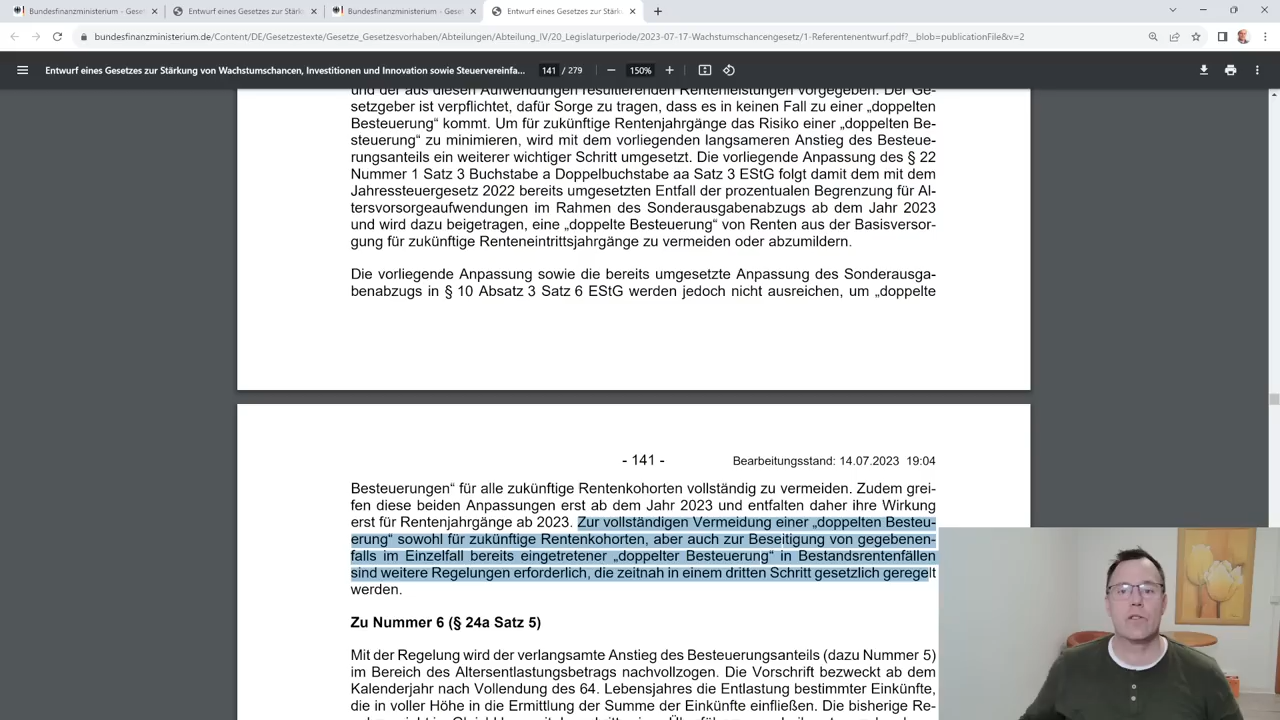 Bundesfinanzministerium - Geset
Entwurf eines Gesetzes zur Stärk
Bundesfinanzministerium - Geset
Entwurf eines Gesetzes zur Stärk
bundesfinanzministerium.de/Content/DE/Gesetzestexte/Gesetze_Gesetzesvorhaben/Abteilungen/Abteilung_IV/20_Legislaturperiode/2023-07-17-Wachstumschancengesetz/1-Referentenentwurf.pdf?__blob=publicationFile&v=2
Entwurf eines Gesetzes zur Stärkung von Wachstumschancen, Investitionen und Innovation sowie Steuervereinfa...
141 / 279
150%
und der aus diesen Aufwendungen resultierenden Rentenleistungen vorgegeben. Der Ge-
setzgeber ist verpflichtet, dafür Sorge zu tragen, dass es in keinen Fall zu einer „doppelten
Besteuerung“ kommt. Um für zukünftige Rentenjahrgänge das Risiko einer „doppelten Be-
steuerung“ zu minimieren, wird mit dem vorliegenden langsameren Anstieg des Besteue-
rungsanteils ein weiterer wichtiger Schritt umgesetzt. Die vorliegende Anpassung des § 22
Nummer 1 Satz 3 Buchstabe a Doppelbuchstabe aa Satz 3 EStG folgt damit dem mit dem
Jahressteuergesetz 2022 bereits umgesetzten Entfall der prozentualen Begrenzung für Al-
tersvorsorgeaufwendungen im Rahmen des Sonderausgabenabzugs ab dem Jahr 2023
und wird dazu beigetragen, eine „doppelte Besteuerung“ von Renten aus der Basisversor-
gung für zukünftige Renteneintrittsjahrgänge zu vermeiden oder abzumildern.
Die vorliegende Anpassung sowie die bereits umgesetzte Anpassung des Sonderausga-
benabzugs in § 10 Absatz 3 Satz 6 EStG werden jedoch nicht ausreichen, um „doppelte
- 141 -
Bearbeitungsstand: 14.07.2023 19:04
Besteuerungen“ für alle zukünftige Rentenkohorten vollständig zu vermeiden. Zudem grei-
fen diese beiden Anpassungen erst ab dem Jahr 2023 und entfalten daher ihre Wirkung
erst für Rentenjahrgänge ab 2023. Zur vollständigen Vermeidung einer „doppelten Besteu-
erung“ sowohl für zukünftige Rentenkohorten, aber auch zur Beseitigung von gegebenen-
falls im Einzelfall bereits eingetretener „doppelter Besteuerung“ in Bestandsrentenfällen
sind weitere Regelungen erforderlich, die zeitnah in einem dritten Schritt gesetzlich geregelt
werden.
Zu Nummer 6 (§ 24a Satz 5)
Mit der Regelung wird der verlangsamte Anstieg des Besteuerungsanteils (dazu Nummer 5)
im Bereich des Altersentlastungsbetrags nachvollzogen. Die Vorschrift bezweckt ab dem
Kalenderjahr nach Vollendung des 64. Lebensjahres die Entlastung bestimmter Einkünfte,
die in voller Höhe in die Ermittlung der Summe der Einkünfte einfließen. Die bisherige Re-